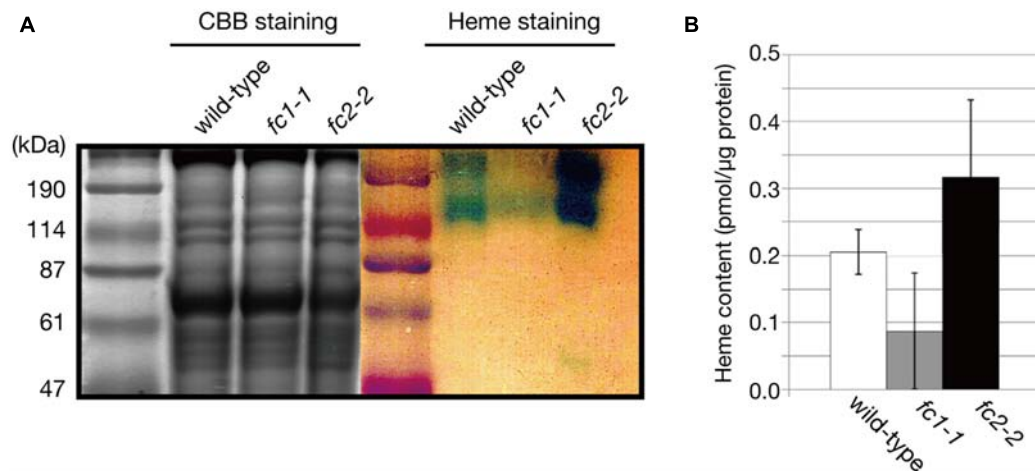 A
CBB staining
Heme staining
wild-type
fc1-1
fc2-2
wild-type
fc1-1
fc2-2
(kDa)
190
114
87
61
47
B
Heme content (pmol/µg protein)
0.5
0.4
0.3
0.2
0.1
0.0
wild-type
fc1-1
fc2-2